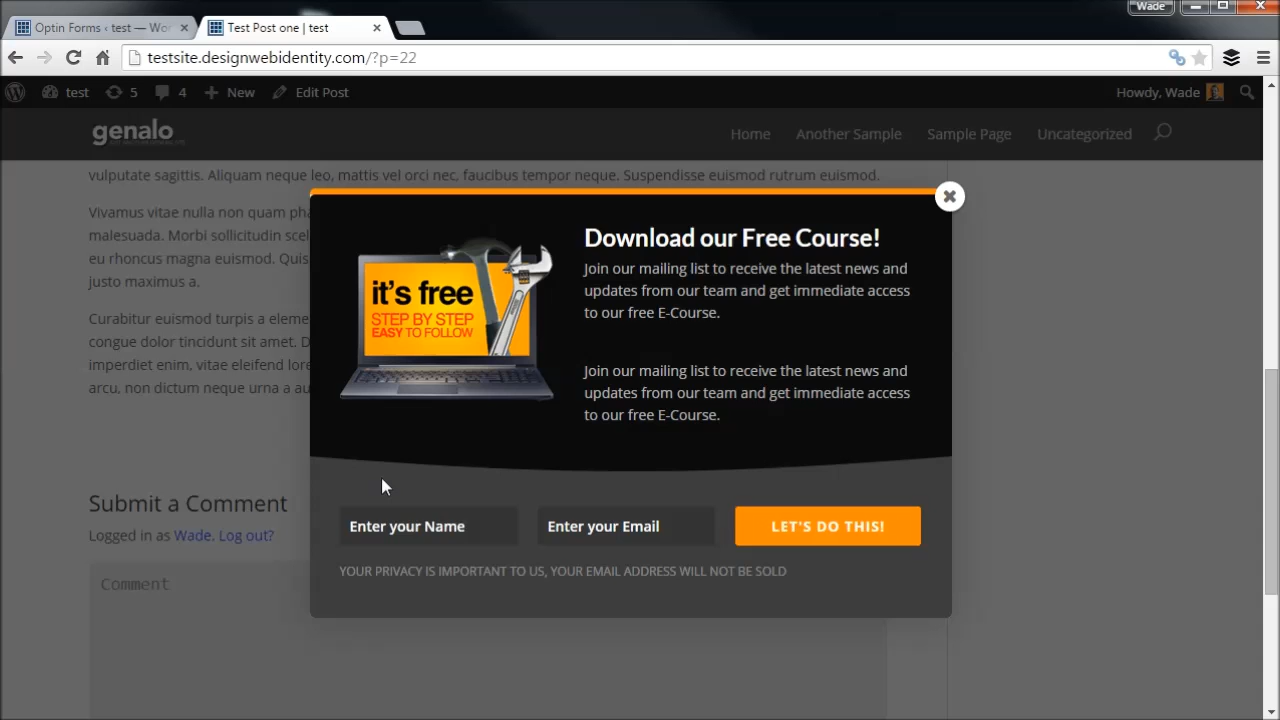 Wade
Optin Forms ‹ test — Wor
Test Post one | test
testsite.designwebidentity.com/?p=22
test 5 4 New Edit Post
Howdy, Wade
genalo
Home Another Sample Sample Page Uncategorized
vulputate sagittis. Aliquam neque leo, mattis vel orci nec, faucibus tempor neque. Suspendisse euismod rutrum euismod.
Vivamus vitae nulla non quam pha
malesuada. Morbi sollicitudin scel
eu rhoncus magna euismod. Quis
justo maximus a.
Curabitur euismod turpis a eleme
congue dolor tincidunt sit amet. D
imperdiet enim, vitae eleifend lore
arcu, non dictum neque urna a au
it's free
STEP BY STEP
EASY TO FOLLOW
Download our Free Course!
Join our mailing list to receive the latest news and
updates from our team and get immediate access
to our free E-Course.
Join our mailing list to receive the latest news and
updates from our team and get immediate access
to our free E-Course.
Enter your Name
Enter your Email
LET'S DO THIS!
YOUR PRIVACY IS IMPORTANT TO US, YOUR EMAIL ADDRESS WILL NOT BE SOLD
Submit a Comment
Logged in as Wade. Log out?
Comment